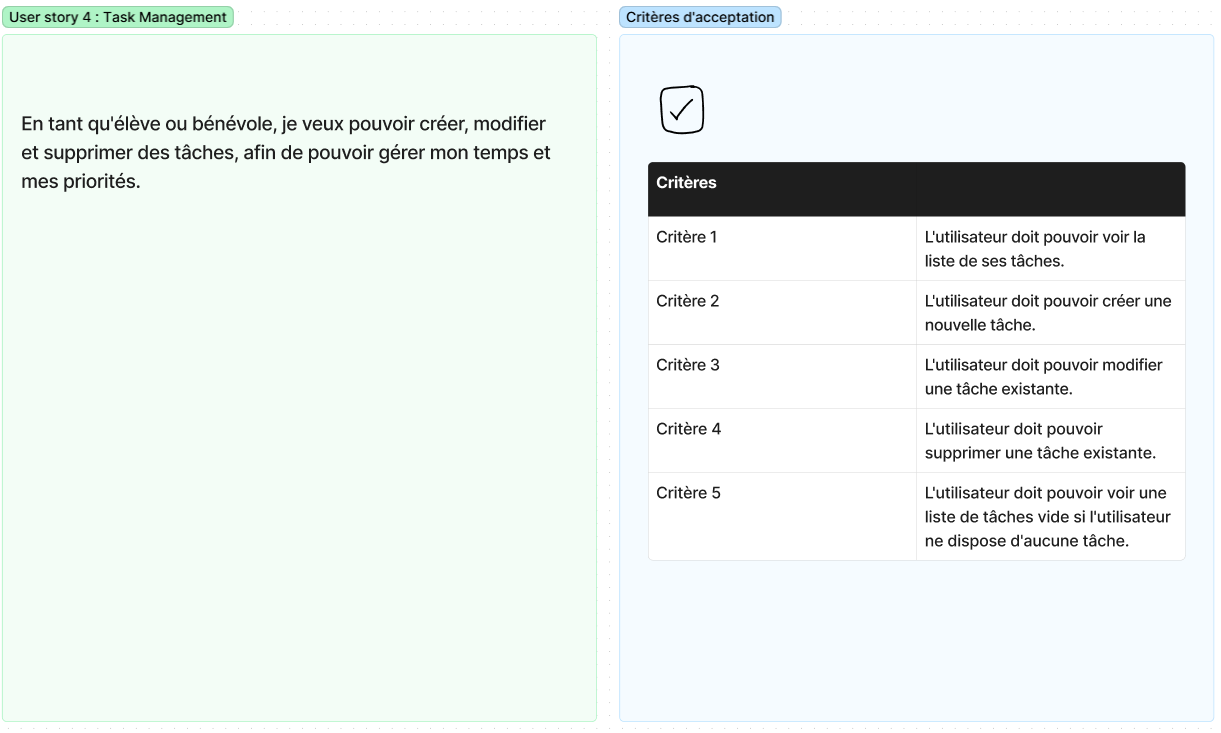 User story 4 : Task Management
En tant qu'élève ou bénévole, je veux pouvoir créer, modifier
et supprimer des tâches, afin de pouvoir gérer mon temps et
mes priorités.
Critères d'acceptation
Critères
Critère 1
L'utilisateur doit pouvoir voir la
liste de ses tâches.
Critère 2
L'utilisateur doit pouvoir créer une
nouvelle tâche.
Critère 3
L'utilisateur doit pouvoir modifier
une tâche existante.
Critère 4
L'utilisateur doit pouvoir
supprimer une tâche existante.
Critère 5
L'utilisateur doit pouvoir voir une
liste de tâches vide si l'utilisateur
ne dispose d'aucune tâche.